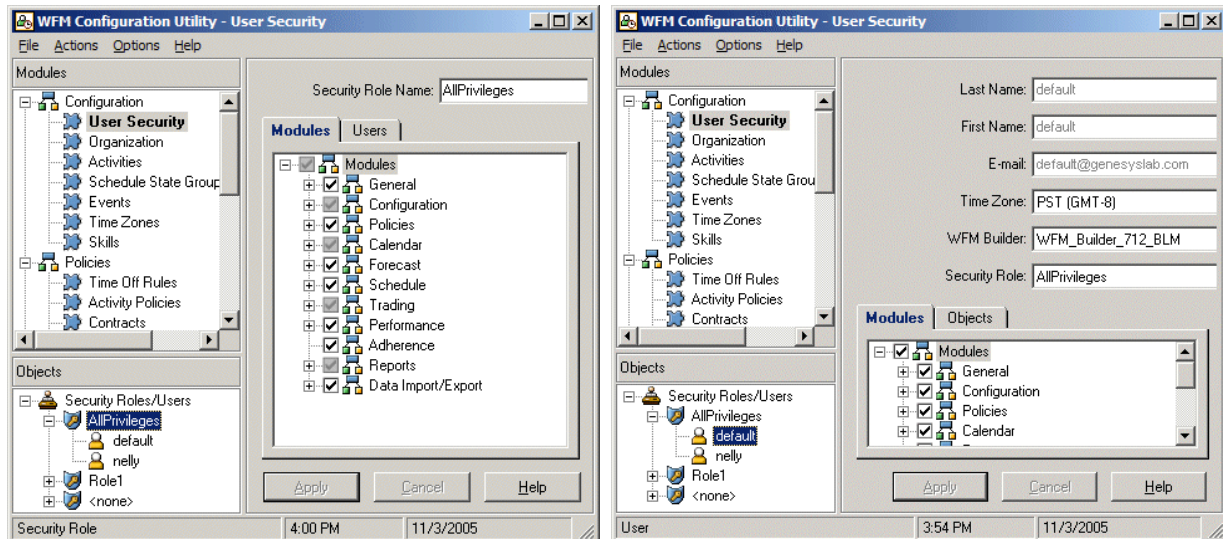 WFM Configuration Utility - User Security
File Actions Options Help
Modules
Configuration
User Security
Organization
Activities
Schedule State Group
Events
Time Zones
Skills
Policies
Time Off Rules
Activity Policies
Contracts
Objects
Security Roles/Users
AllPrivileges
default
nelly
Role1
<none>
Security Role Name: AllPrivileges
Modules Users
Modules
General
Configuration
Policies
Calendar
Forecast
Schedule
Trading
Performance
Adherence
Reports
Data Import/Export
Apply Cancel Help
Security Role 4:00 PM 11/3/2005
WFM Configuration Utility - User Security
File Actions Options Help
Modules
Configuration
User Security
Organization
Activities
Schedule State Grou
Events
Time Zones
Skills
Policies
Time Off Rules
Activity Policies
Contracts
Objects
Security Roles/Users
AllPrivileges
default
nelly
Role1
<none>
Last Name: default
First Name: default
E-mail: default@genesyslab.com
Time Zone: PST (GMT-8)
WFM Builder: WFM_Builder_712_BLM
Security Role: AllPrivileges
Modules Objects
Modules
General
Configuration
Policies
Calendar
Apply Cancel Help
User 3:54 PM 11/3/2005